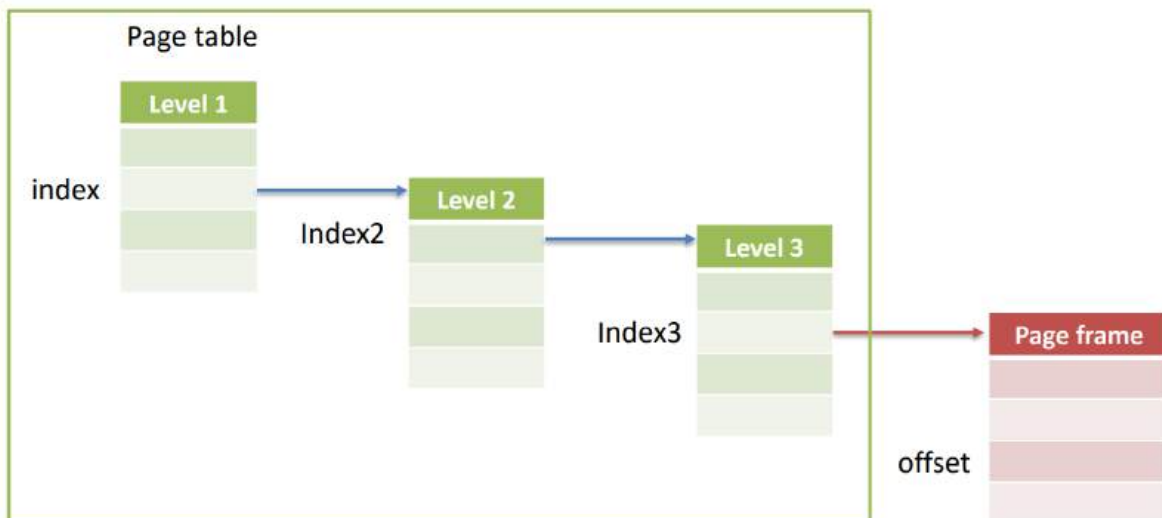 Page table
Level 1
index
Level 2
Index2
Level 3
Index3
Page frame
offset